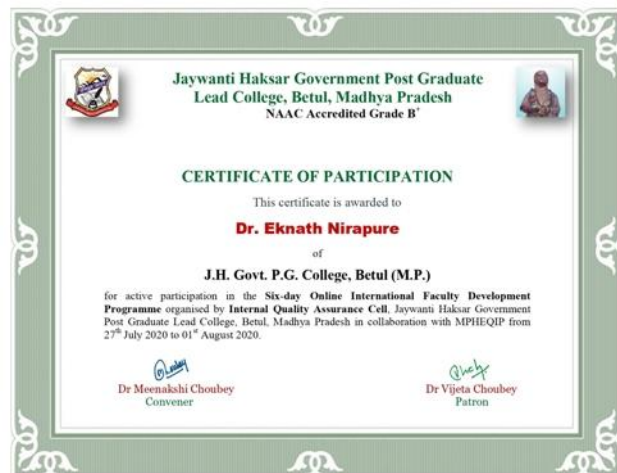 Jaywanti Haksar Government Post Graduate
Lead College, Betul, Madhya Pradesh
NAAC Accredited Grade B+
CERTIFICATE OF PARTICIPATION
This certificate is awarded to
Dr. Eknath Nirapure
of
J.H. Govt. P.G. College, Betul (M.P.)
for active participation in the Six-day Online International Faculty Development
Programme organised by Internal Quality Assurance Cell, Jaywanti Haksar Government
Post Graduate Lead College, Betul, Madhya Pradesh in collaboration with MPHEQIP from
27th July 2020 to 01st August 2020.
Dr Meenakshi Choubey
Convener
Dr Vijeta Choubey
Patron